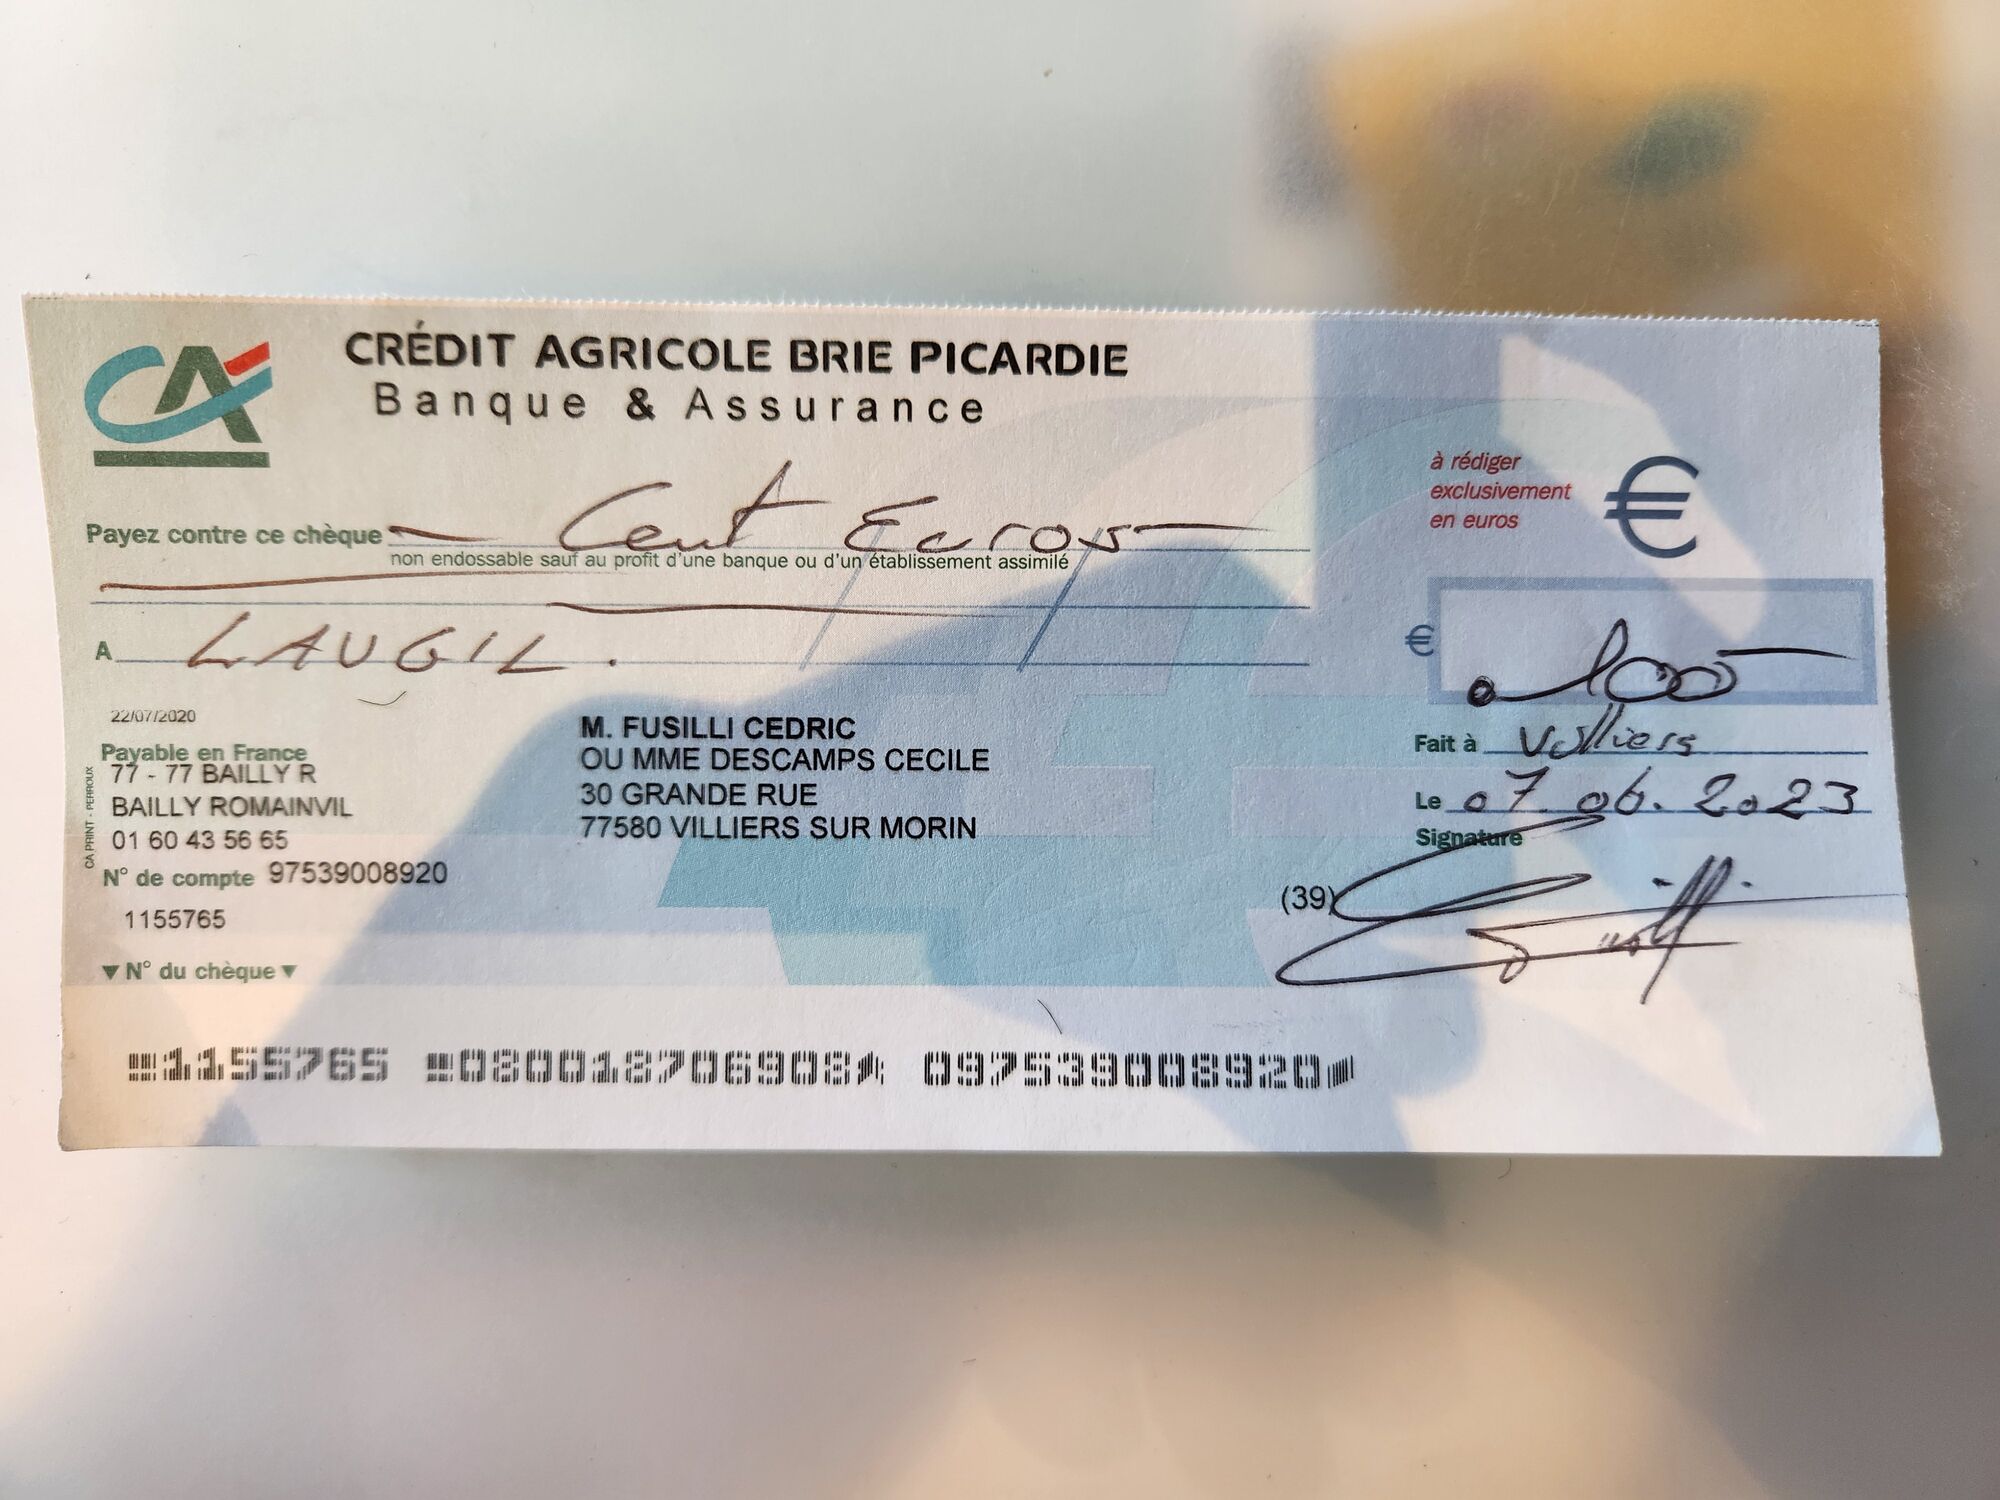 CA
CRÉDIT AGRICOLE BRIE PICARDIE
Banque & Assurance
à rédiger
exclusivement
en euros
€
Payez contre ce chèque Cent Euros
non endossable sauf au profit d'une banque ou d'un établissement assimilé
A LAUGIL.
€ 100
22/07/2020
Payable en France
77 - 77 BAILLY R
BAILLY ROMAINVIL
01 60 43 56 65
N° de compte 97539008920
1155765
▼ N° du chèque ▼
CA PRINT - PERROUX
M. FUSILLI CEDRIC
OU MME DESCAMPS CECILE
30 GRANDE RUE
77580 VILLIERS SUR MORIN
Fait à Villiers
Le 07.06.2023
Signature
(39)
1155765 080018706908 097539008920